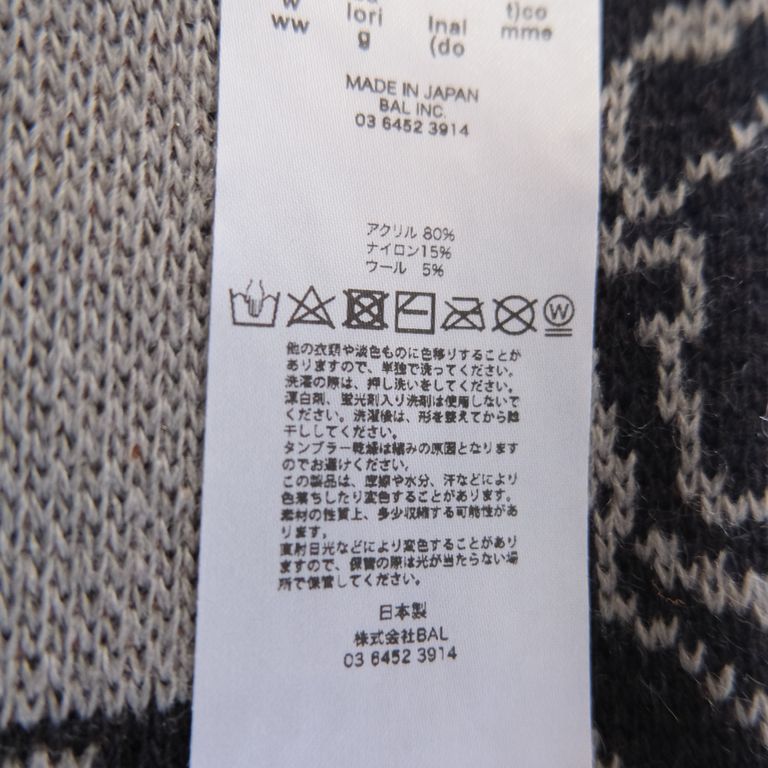 ww
lori
g
Inal
(do
t)co
mme
MADE IN JAPAN
BAL INC.
03 6452 3914
アクリル 80%
ナイロン15%
ウール 5%
W
他の衣類や淡色ものに色移りすることが
ありますので、単独で洗ってください。
洗濯の際は、押し洗いをしてください。
漂白剤、蛍光剤入り洗剤は使用しないで
ください。洗濯後は、形を整えてから陰
干ししてください。
タンブラー乾燥は縮みの原因となります
のでお避けください。
この製品は、摩擦や水分、汗などにより
色落ちしたり変色することがあります。
素材の性質上、多少収縮する可能性があ
ります。
直射日光などにより変色することがあり
ますので、保管の際は光が当たらない場
所で保管してください。
日本製
株式会社BAL
03 6452 3914